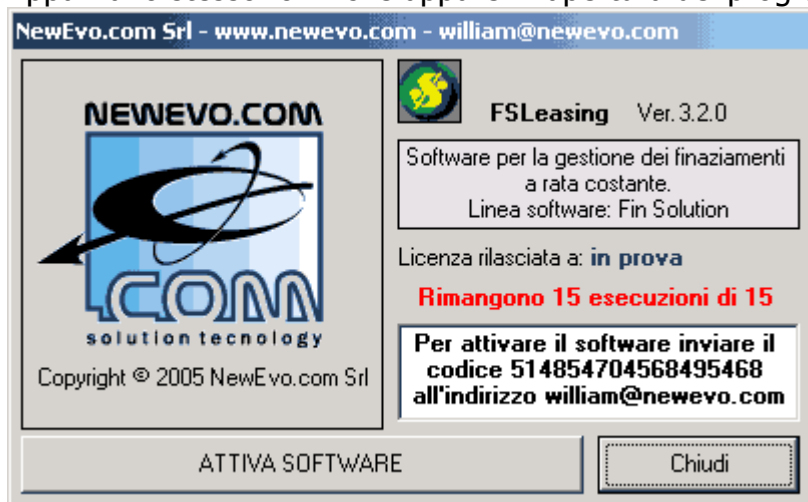 NewEvo.com Srl - www.newevo.com - william@newevo.com
NEWEVO.COM
.COM
solution tecnology
Copyright © 2005 NewEvo.com Srl
FSLeasing Ver. 3.2.0
Software per la gestione dei finaziamenti
a rata costante.
Linea software: Fin Solution
Licenza rilasciata a: in prova
Rimangono 15 esecuzioni di 15
Per attivare il software inviare il
codice 514854704568495468
all'indirizzo william@newevo.com
ATTIVA SOFTWARE
Chiudi